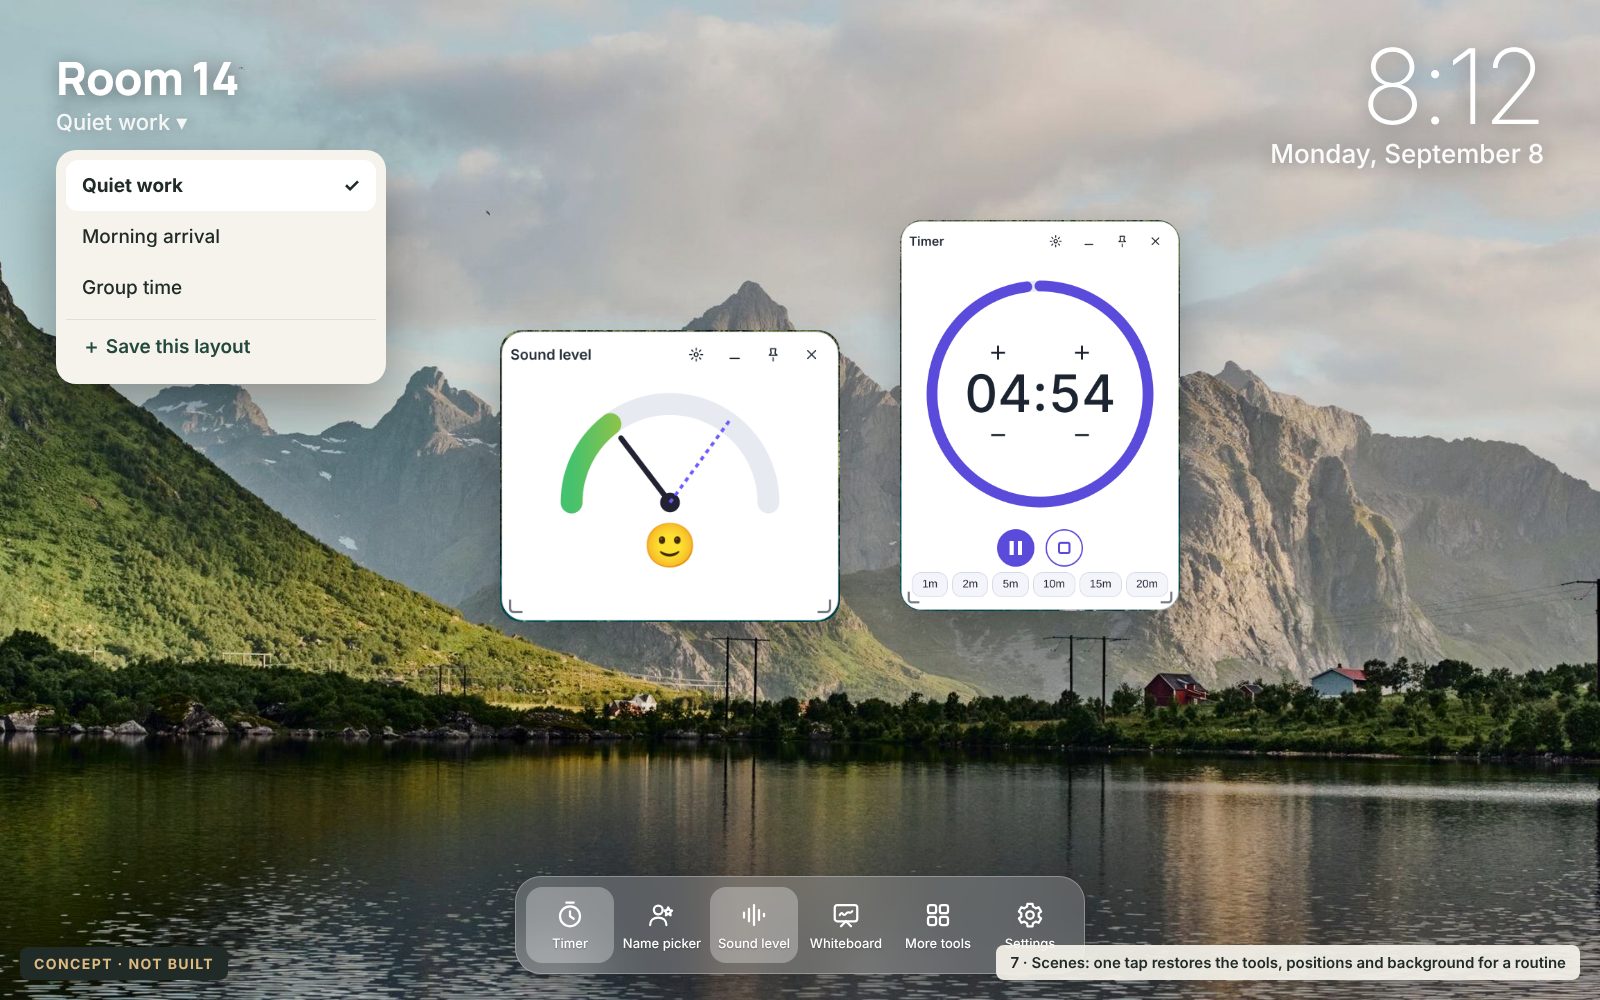 Room 14
Quiet work ▾
8:12
Monday, September 8
Quiet work
Morning arrival
Group time
+ Save this layout
Sound level
Timer
04:54
1m 2m 5m 10m 15m 20m
Timer Name picker Sound level Whiteboard More tools Settings
CONCEPT · NOT BUILT
7 · Scenes: one tap restores the tools, positions and background for a routine